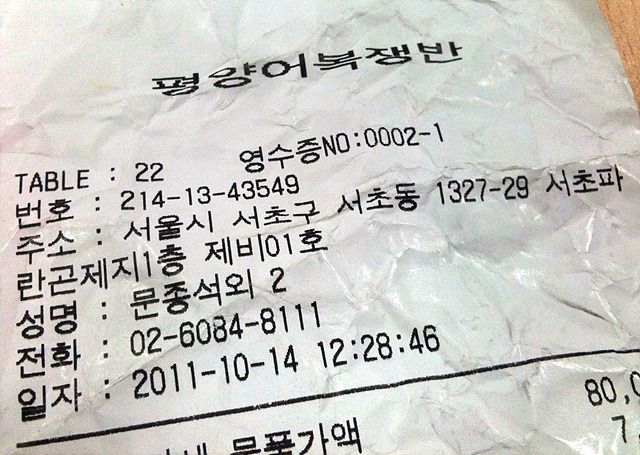 평양어복쟁반
TABLE : 22 영수증NO:0002-1
번호 : 214-13-43549
주소 : 서울시 서초구 서초동 1327-29 서초파
란곤제지1층 제비01호
성명 : 문종석외 2
전화 : 02-6084-8111
일자 : 2011-10-14 12:28:46
80,0
물품가액 7,